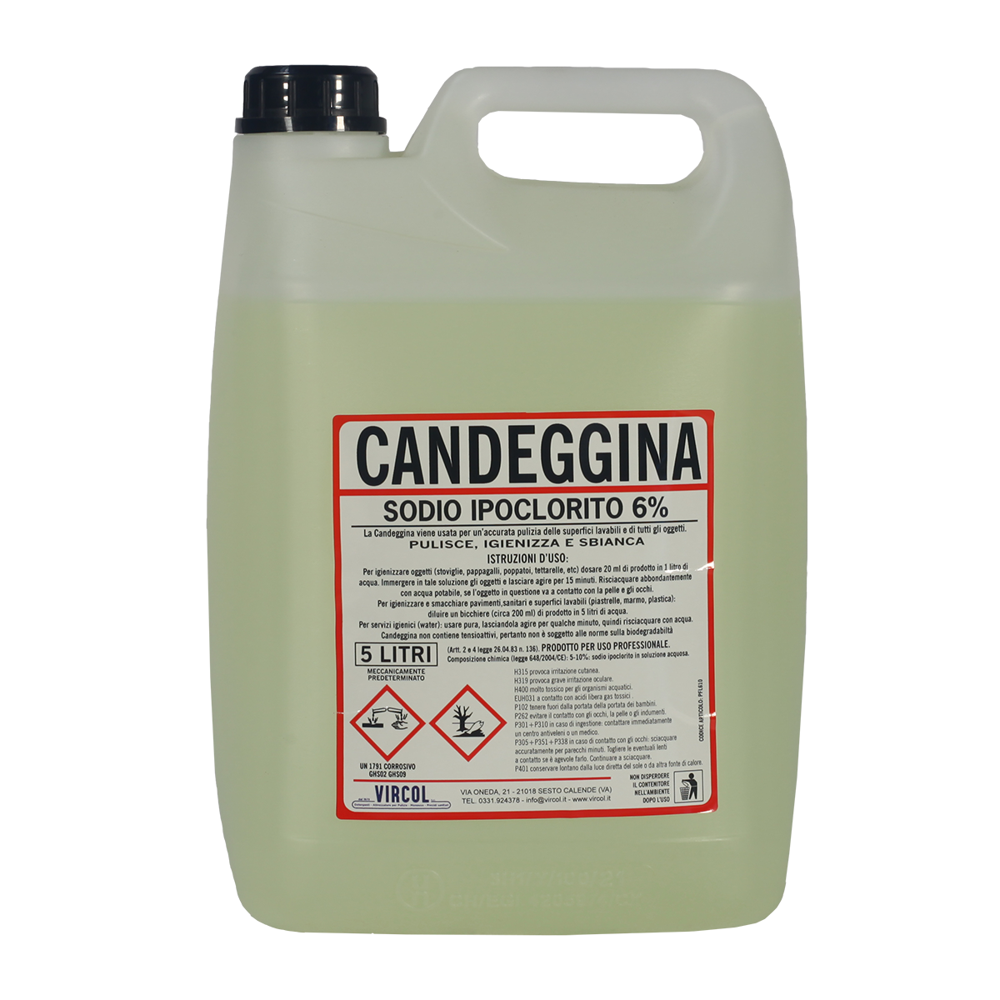 CANDEGGINA
SODIO IPOCLORITO 6%
La Candeggina viene usata per un'accurata pulizia delle superfici lavabili e di tutti gli oggetti.
PULISCE, IGIENIZZA E SBIANCA
ISTRUZIONI D'USO:
Per igienizzare oggetti (stoviglie, pappagalli, poppatoi, tettarelle, etc) dosare 20 ml di prodotto in 1 litro di
acqua. Immergere in tale soluzione gli oggetti e lasciare agire per 15 minuti. Risciacquare abbondantemente
con acqua potabile, se l'oggetto in questione va a contatto con la pelle e gli occhi.
Per igienizzare e smacchiare pavimenti,sanitari e superfici lavabili (piastrelle, marmo, plastica):
diluire un bicchiere (circa 200 ml) di prodotto in 5 litri di acqua.
Per servizi igienici (water): usare pura, lasciandola agire per qualche minuto, quindi risciacquare con acqua.
Candeggina non contiene tensioattivi, pertanto non è soggetto alle norme sulla biodegradabiltà
5 LITRI
MECCANICAMENTE
PREDETERMINATO
(Artt. 2 e 4 legge 26.04.83 n. 136). PRODOTTO PER USO PROFESSIONALE.
Composizione chimica (legge 648/2004/CE): 5-10%: sodio ipoclorito in soluzione acquosa.
H315 provoca irritazione cutanea.
H319 provoca grave irritazione oculare.
H400 molto tossico per gli organismi acquatici.
EUH031 a contatto con acidi libera gas tossici .
P102 tenere fuori dalla portata della portata dei bambini.
P262 evitare il contatto con gli occhi, la pelle o gli indumenti.
P301+P310 in caso di ingestione: contattare immediatamente
un centro antiveleni o un medico.
P305+P351+P338 in caso di contatto con gli occhi: sciacquare
accuratamente per parecchi minuti. Togliere le eventuali lenti
a contatto se è agevole farlo. Continuare a sciacquare.
P401 conservare lontano dalla luce diretta del sole o da altra fonte di calore.
CODICE ARTICOLO: PFL610
UN 1791 CORROSIVO
GHS02 GHS09
VIRCOL
VIA ONEDA, 21 - 21018 SESTO CALENDE (VA)
TEL. 0331.924378 - info@vircol.it - www.vircol.it
NON DISPERDERE
IL CONTENITORE
NELL'AMBIENTE
DOPO L'USO